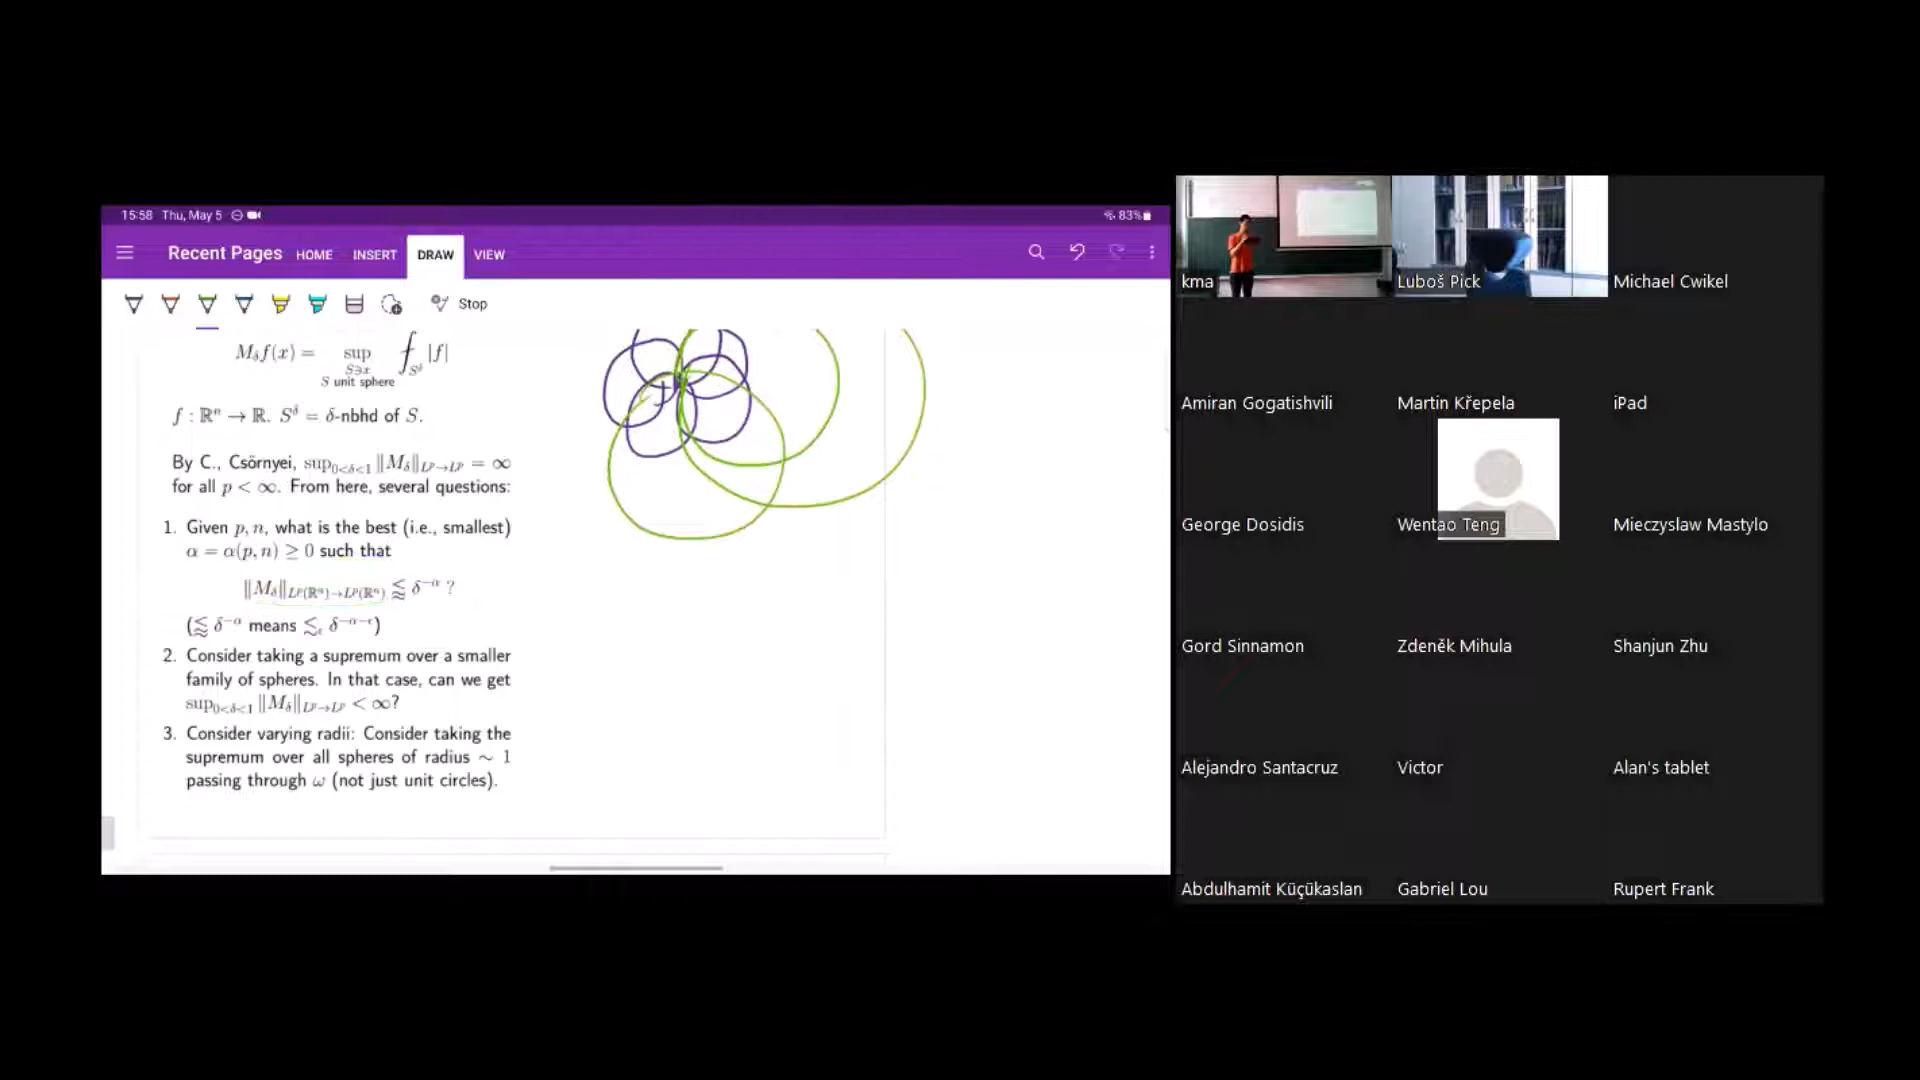 15:58 Thu, May 5
83%
Recent Pages HOME INSERT DRAW VIEW
Stop
M_δ f(x) = sup_{S∋x, S unit sphere} ⨍_{S^δ} |f|
f : ℝⁿ → ℝ. S^δ = δ-nbhd of S.
By C., Csörnyei, sup_{0<δ<1} ‖M_δ‖_{L^p→L^p} = ∞
for all p < ∞. From here, several questions:
1. Given p, n, what is the best (i.e., smallest)
α = α(p, n) ≥ 0 such that
‖M_δ‖_{L^p(ℝⁿ)→L^p(ℝⁿ)} ⪅ δ^{−α} ?
(⪅ δ^{−α} means ≲_ε δ^{−α−ε})
2. Consider taking a supremum over a smaller
family of spheres. In that case, can we get
sup_{0<δ<1} ‖M_δ‖_{L^p→L^p} < ∞?
3. Consider varying radii: Consider taking the
supremum over all spheres of radius ∼ 1
passing through ω (not just unit circles).
kma
Luboš Pick
Michael Cwikel
Amiran Gogatishvili
Martin Křepela
iPad
George Dosidis
Wentao Teng
Mieczyslaw Mastylo
Gord Sinnamon
Zdeněk Mihula
Shanjun Zhu
Alejandro Santacruz
Victor
Alan's tablet
Abdulhamit Küçükaslan
Gabriel Lou
Rupert Frank